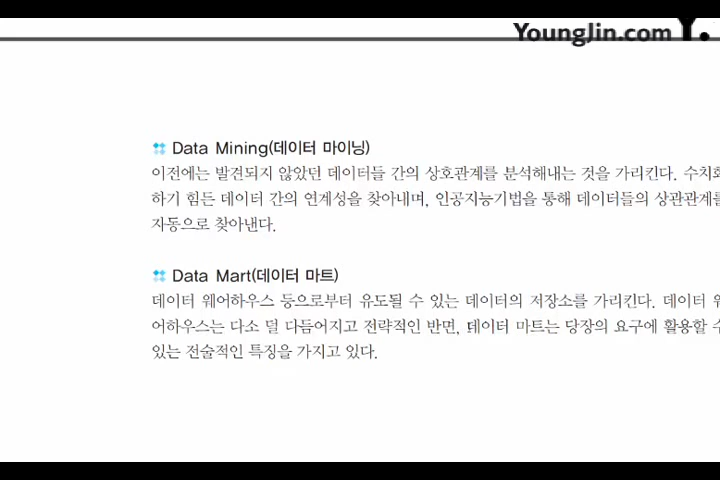 YoungJin.com Y.
Data Mining(데이터 마이닝)
이전에는 발견되지 않았던 데이터들 간의 상호관계를 분석해내는 것을 가리킨다. 수치화
하기 힘든 데이터 간의 연계성을 찾아내며, 인공지능기법을 통해 데이터들의 상관관계를
자동으로 찾아낸다.
Data Mart(데이터 마트)
데이터 웨어하우스 등으로부터 유도될 수 있는 데이터의 저장소를 가리킨다. 데이터 웨
어하우스는 다소 덜 다듬어지고 전략적인 반면, 데이터 마트는 당장의 요구에 활용할 수
있는 전술적인 특징을 가지고 있다.